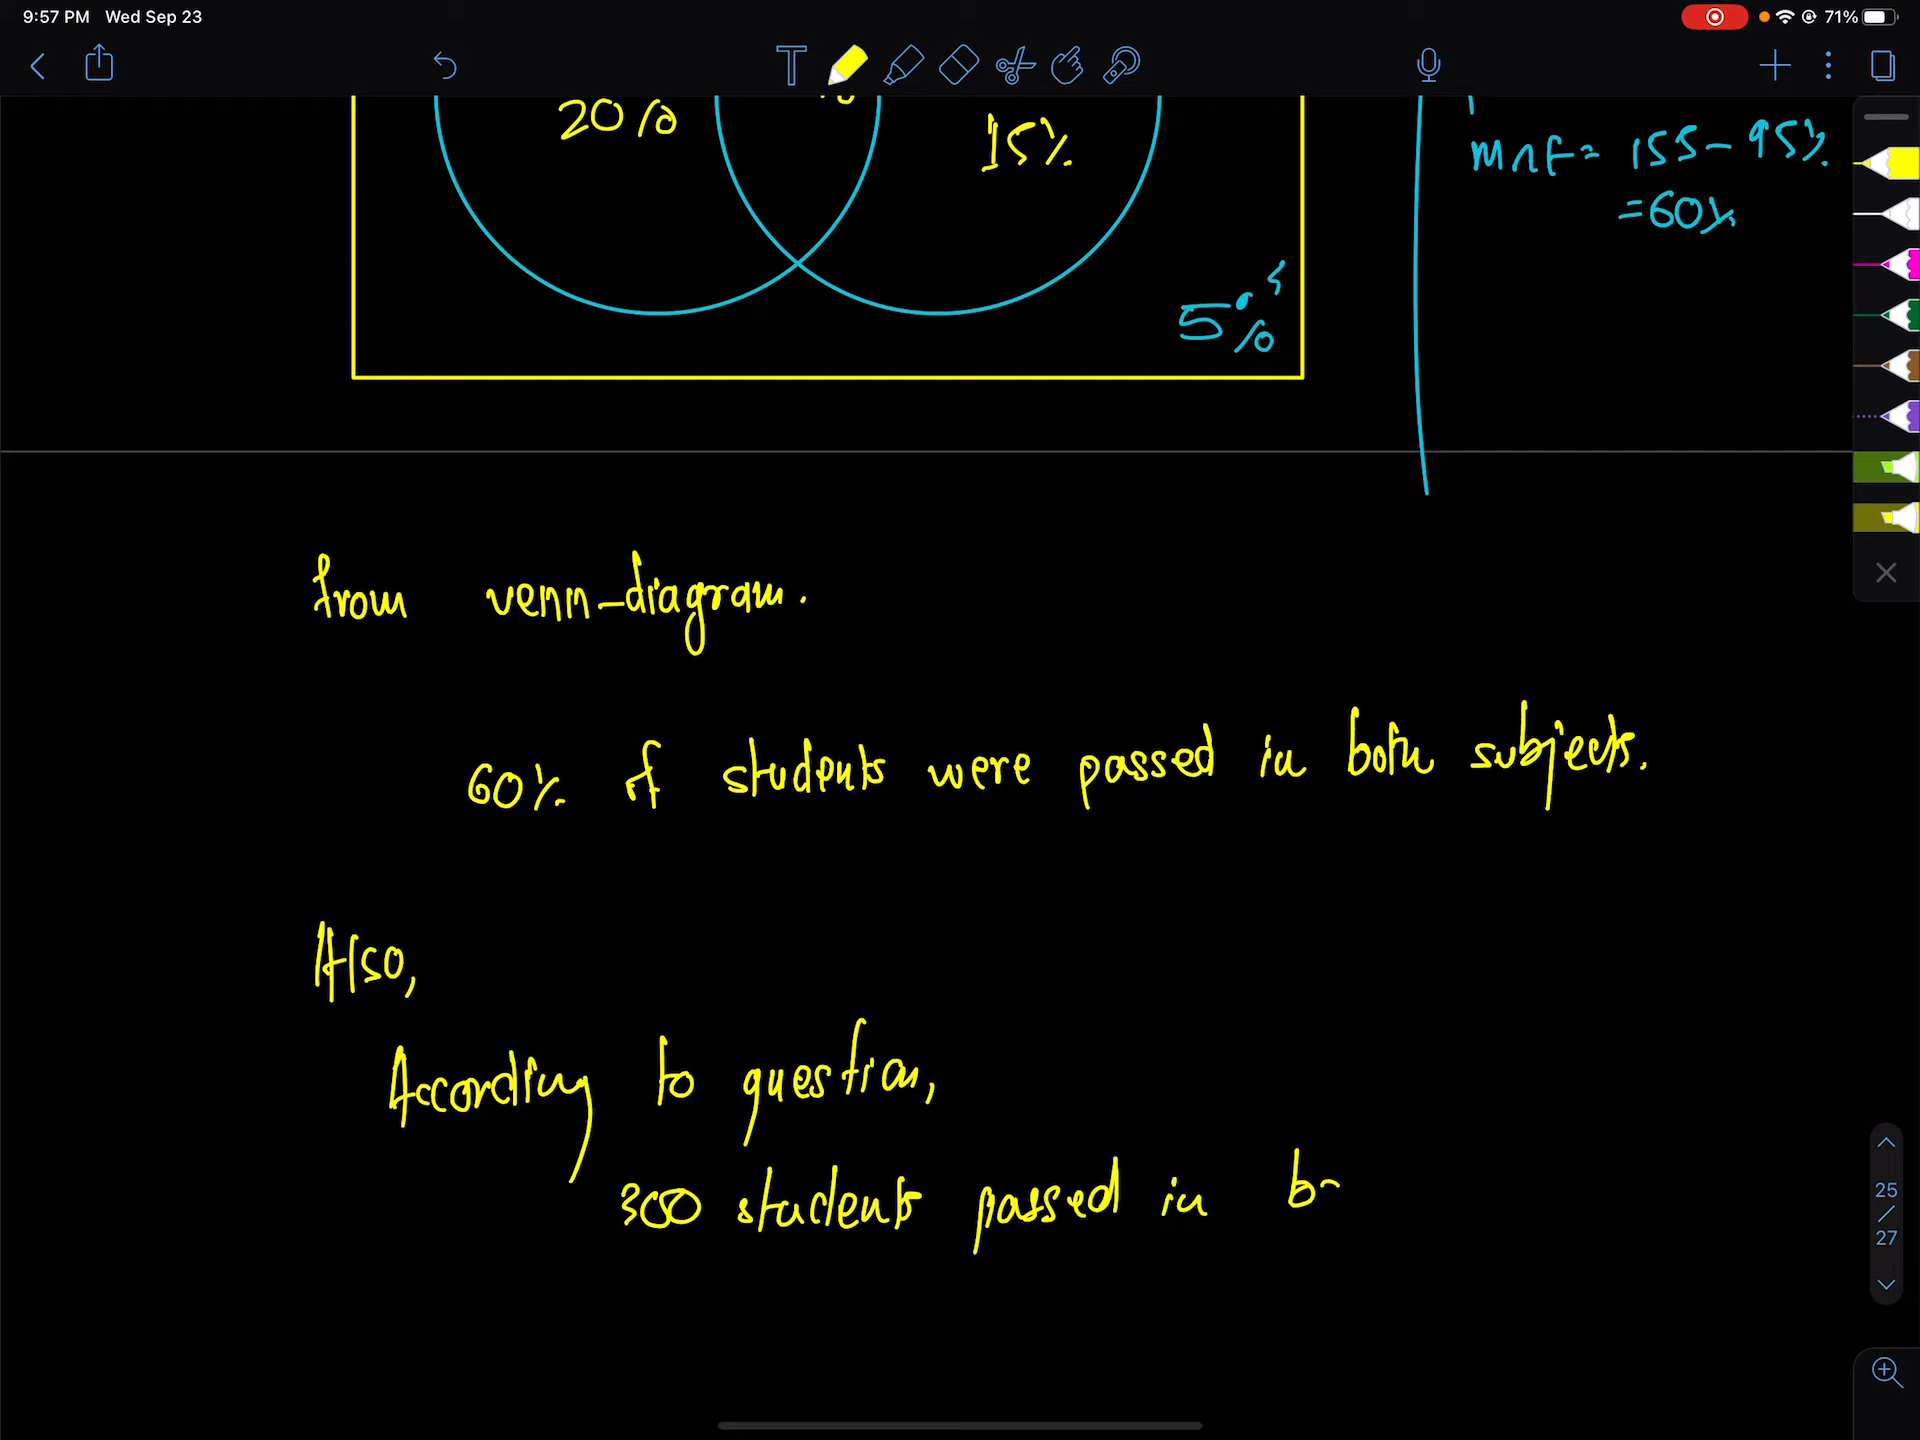 9:57 PM Wed Sep 23
71%
20%
15%
M∩E = 155 - 95%
= 60%
5%
from venn-diagram.
60% of students were passed in both subjects.
Also,
According to question,
300 students passed in b
25
/
27